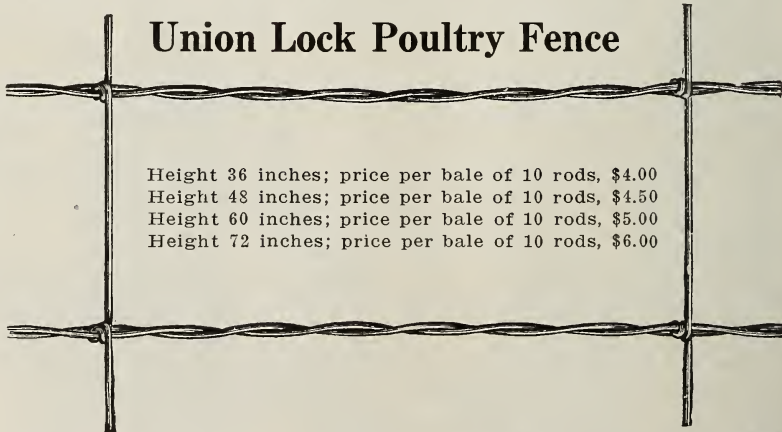 Union Lock Poultry Fence
Height 36 inches; price per bale of 10 rods, $4.00
Height 48 inches; price per bale of 10 rods, $4.50
Height 60 inches; price per bale of 10 rods, $5.00
Height 72 inches; price per bale of 10 rods, $6.00